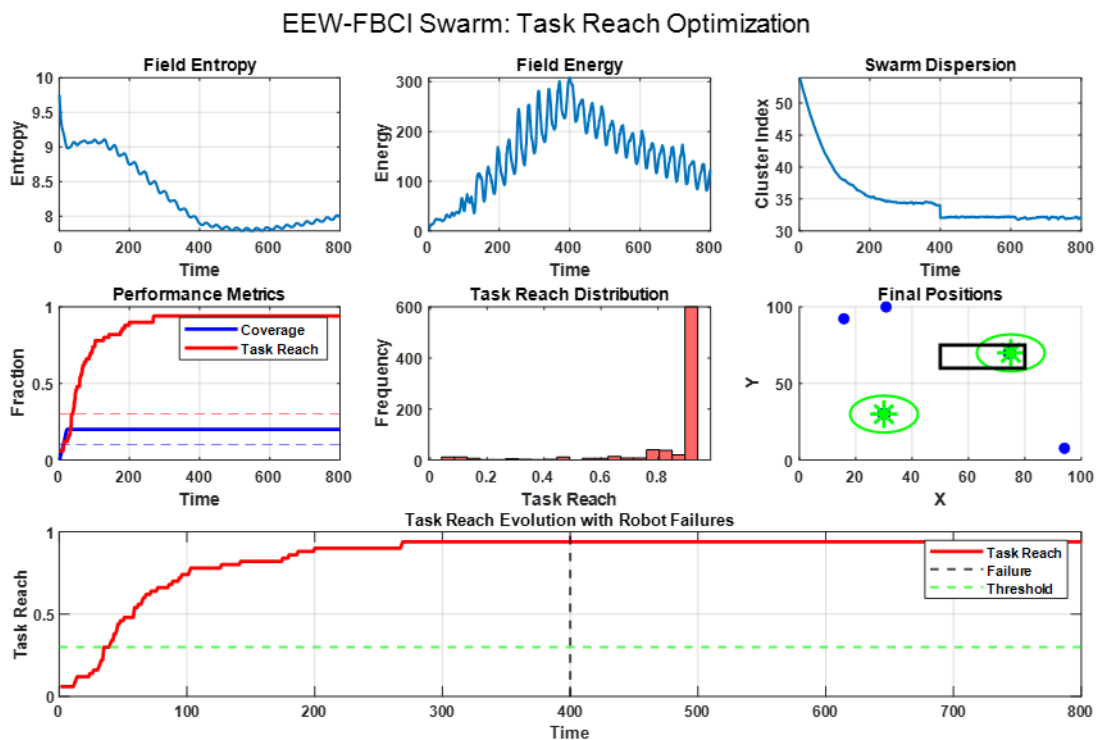 EEW-FBCI Swarm: Task Reach Optimization
Field Entropy
Field Energy
Swarm Dispersion
10
9.5
9
8.5
8
Entropy
0 200 400 600 800
Time
300
200
100
0
Energy
0 200 400 600 800
Time
50
45
40
35
30
Cluster Index
0 200 400 600 800
Time
Performance Metrics
Task Reach Distribution
Final Positions
1
0.5
0
Fraction
Coverage
Task Reach
0 200 400 600 800
Time
600
400
200
0
Frequency
0 0.2 0.4 0.6 0.8
Task Reach
100
50
0
Y
0 20 40 60 80 100
X
Task Reach Evolution with Robot Failures
1
0.5
0
Task Reach
Task Reach
Failure
Threshold
0 100 200 300 400 500 600 700 800
Time